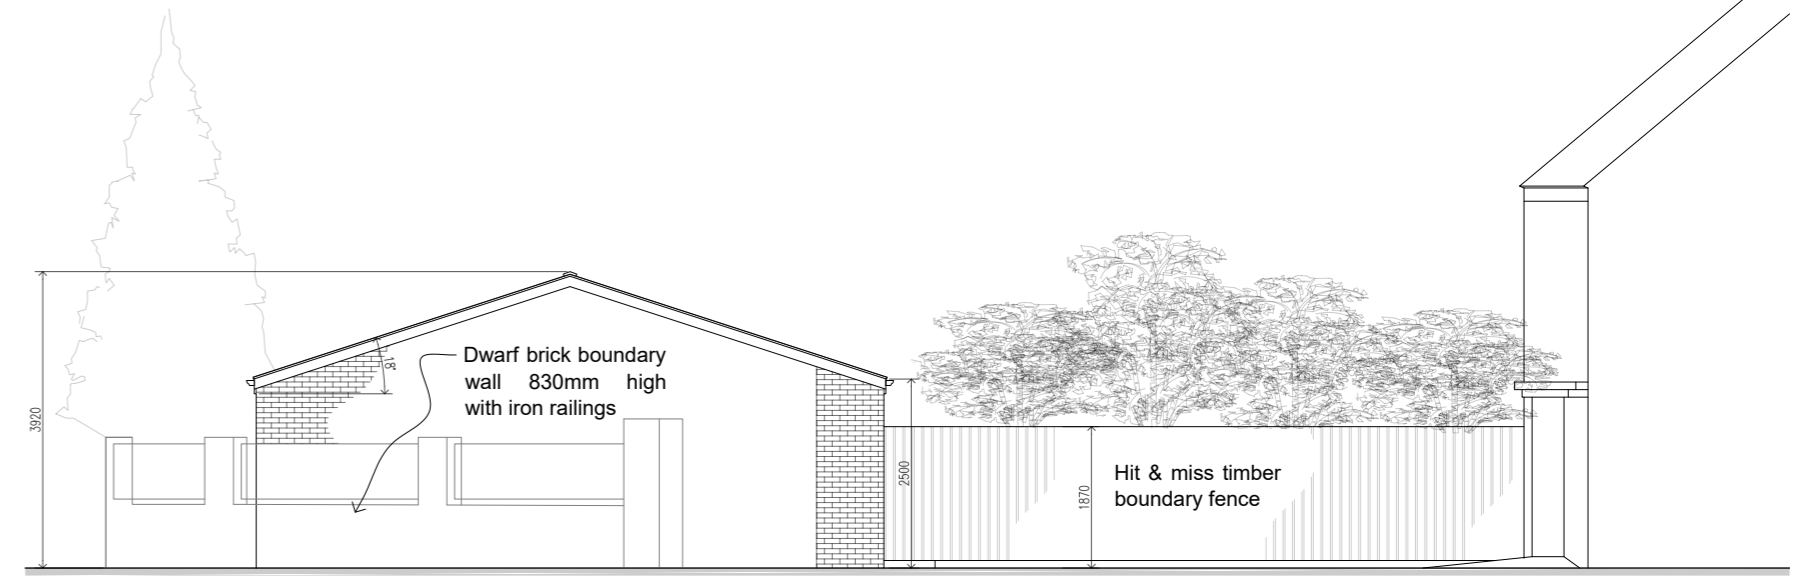 3920
18°
Dwarf brick boundary
wall 830mm high
with iron railings
2500
1870
Hit & miss timber
boundary fence